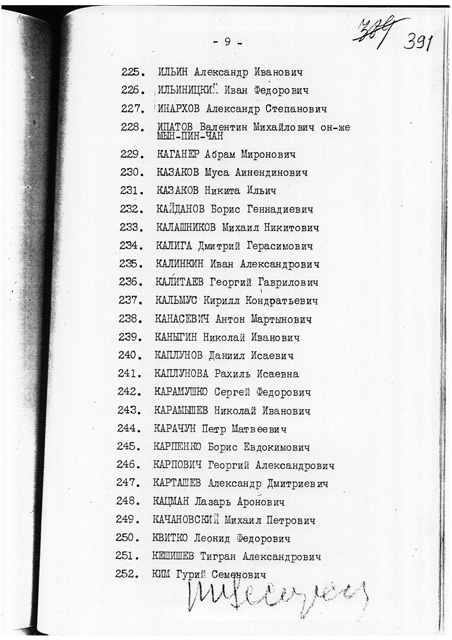 - 9 -
391
225. ИЛЬИН Александр Иванович
226. ИЛЬИНИЦКИЙ Иван Федорович
227. ИНАРХОВ Александр Степанович
228. ИПАТОВ Валентин Михайлович он-же
МЫН-ПИН-ЧАН
229. КАГАНЕР Абрам Миронович
230. КАЗАКОВ Муса Аинендинович
231. КАЗАКОВ Никита Ильич
232. КАЙДАНОВ Борис Геннадиевич
233. КАЛАШНИКОВ Михаил Никитович
234. КАЛИГА Дмитрий Герасимович
235. КАЛИНКИН Иван Александрович
236. КАЛИТАЕВ Георгий Гаврилович
237. КАЛЬМУС Кирилл Кондратьевич
238. КАНАСЕВИЧ Антон Мартынович
239. КАНЫГИН Николай Иванович
240. КАПЛУНОВ Даниил Исаевич
241. КАПЛУНОВА Рахиль Исаевна
242. КАРАМУШКО Сергей Федорович
243. КАРАМЫШЕВ Николай Иванович
244. КАРАЧУН Петр Матвеевич
245. КАРПЕНКО Борис Евдокимович
246. КАРПОВИЧ Георгий Александрович
247. КАРТАШЕВ Александр Дмитриевич
248. КАЦМАН Лазарь Аронович
249. КАЧАНОВСКИЙ Михаил Петрович
250. КВИТКО Леонид Федорович
251. КЕШИШЕВ Тигран Александрович
252. КИМ Гурий Семенович